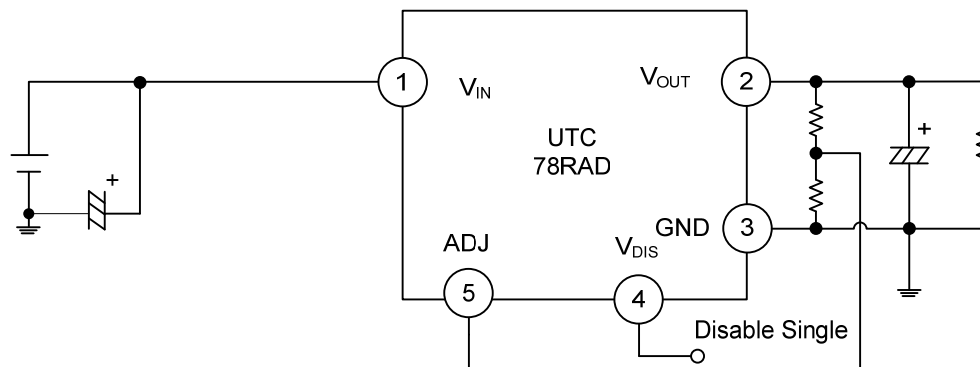 1
VIN
VOUT
2
UTC
78RAD
+
+
GND
3
ADJ
VDIS
5
4
Disable Single